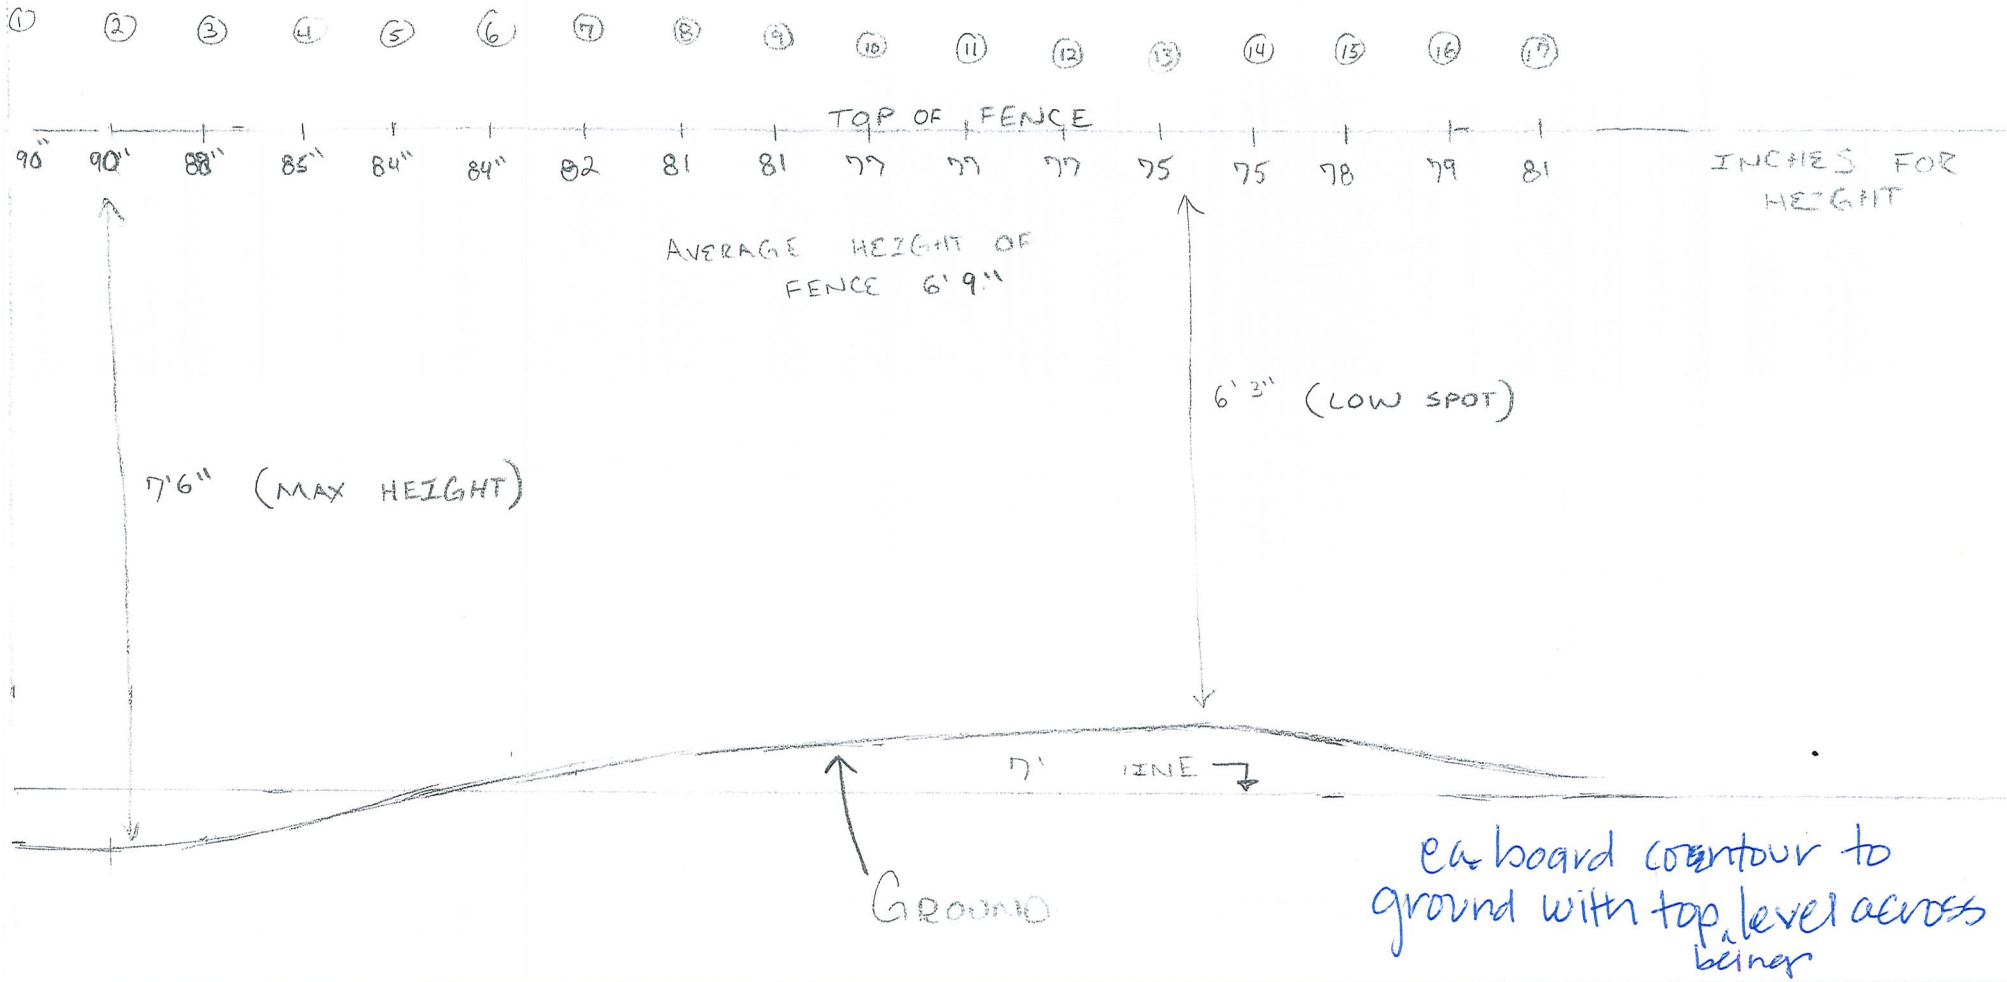 ① ② ③ ④ ⑤ ⑥ ⑦ ⑧ ⑨ ⑩ ⑪ ⑫ ⑬ ⑭ ⑮ ⑯ ⑰
TOP OF FENCE
90" 90" 88" 85" 84" 84" 82 81 81 77 77 77 75 75 78 79 81
INCHES FOR
HEIGHT
AVERAGE HEIGHT OF
FENCE 6'9"
6'3" (LOW SPOT)
7'6" (MAX HEIGHT)
7' LINE
GROUND
ea. board contour to
ground with top being level across